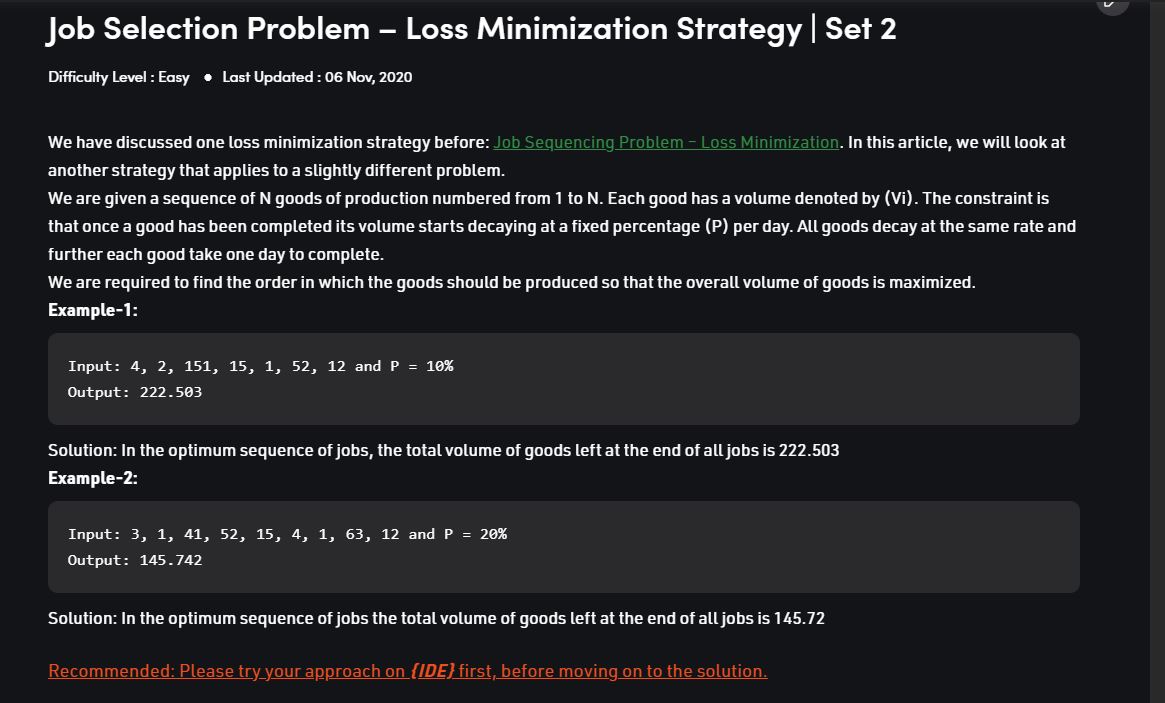 Job Selection Problem – Loss Minimization Strategy | Set 2
Difficulty Level : Easy ● Last Updated : 06 Nov, 2020
We have discussed one loss minimization strategy before: Job Sequencing Problem – Loss Minimization. In this article, we will look at
another strategy that applies to a slightly different problem.
We are given a sequence of N goods of production numbered from 1 to N. Each good has a volume denoted by (Vi). The constraint is
that once a good has been completed its volume starts decaying at a fixed percentage (P) per day. All goods decay at the same rate and
further each good take one day to complete.
We are required to find the order in which the goods should be produced so that the overall volume of goods is maximized.
Example-1:
Input: 4, 2, 151, 15, 1, 52, 12 and P = 10%
Output: 222.503
Solution: In the optimum sequence of jobs, the total volume of goods left at the end of all jobs is 222.503
Example-2:
Input: 3, 1, 41, 52, 15, 4, 1, 63, 12 and P = 20%
Output: 145.742
Solution: In the optimum sequence of jobs the total volume of goods left at the end of all jobs is 145.72
Recommended: Please try your approach on {IDE} first, before moving on to the solution.